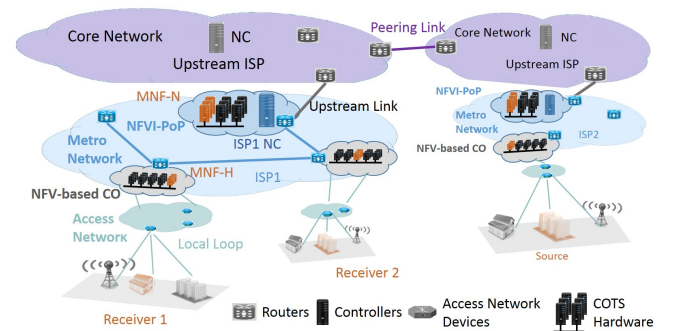 Core Network
NC
Upstream ISP
Peering Link
Core Network
NC
Upstream ISP
MNF-N
NFVI-PoP
Upstream Link
ISP1 NC
Metro
Network
MNF-H
ISP1
NFV-based CO
Access
Network
Local Loop
Receiver 1
Receiver 2
NFVI-PoP
Metro
Network
ISP2
NFV-based CO
Source
Routers
Controllers
Access Network
Devices
COTS
Hardware